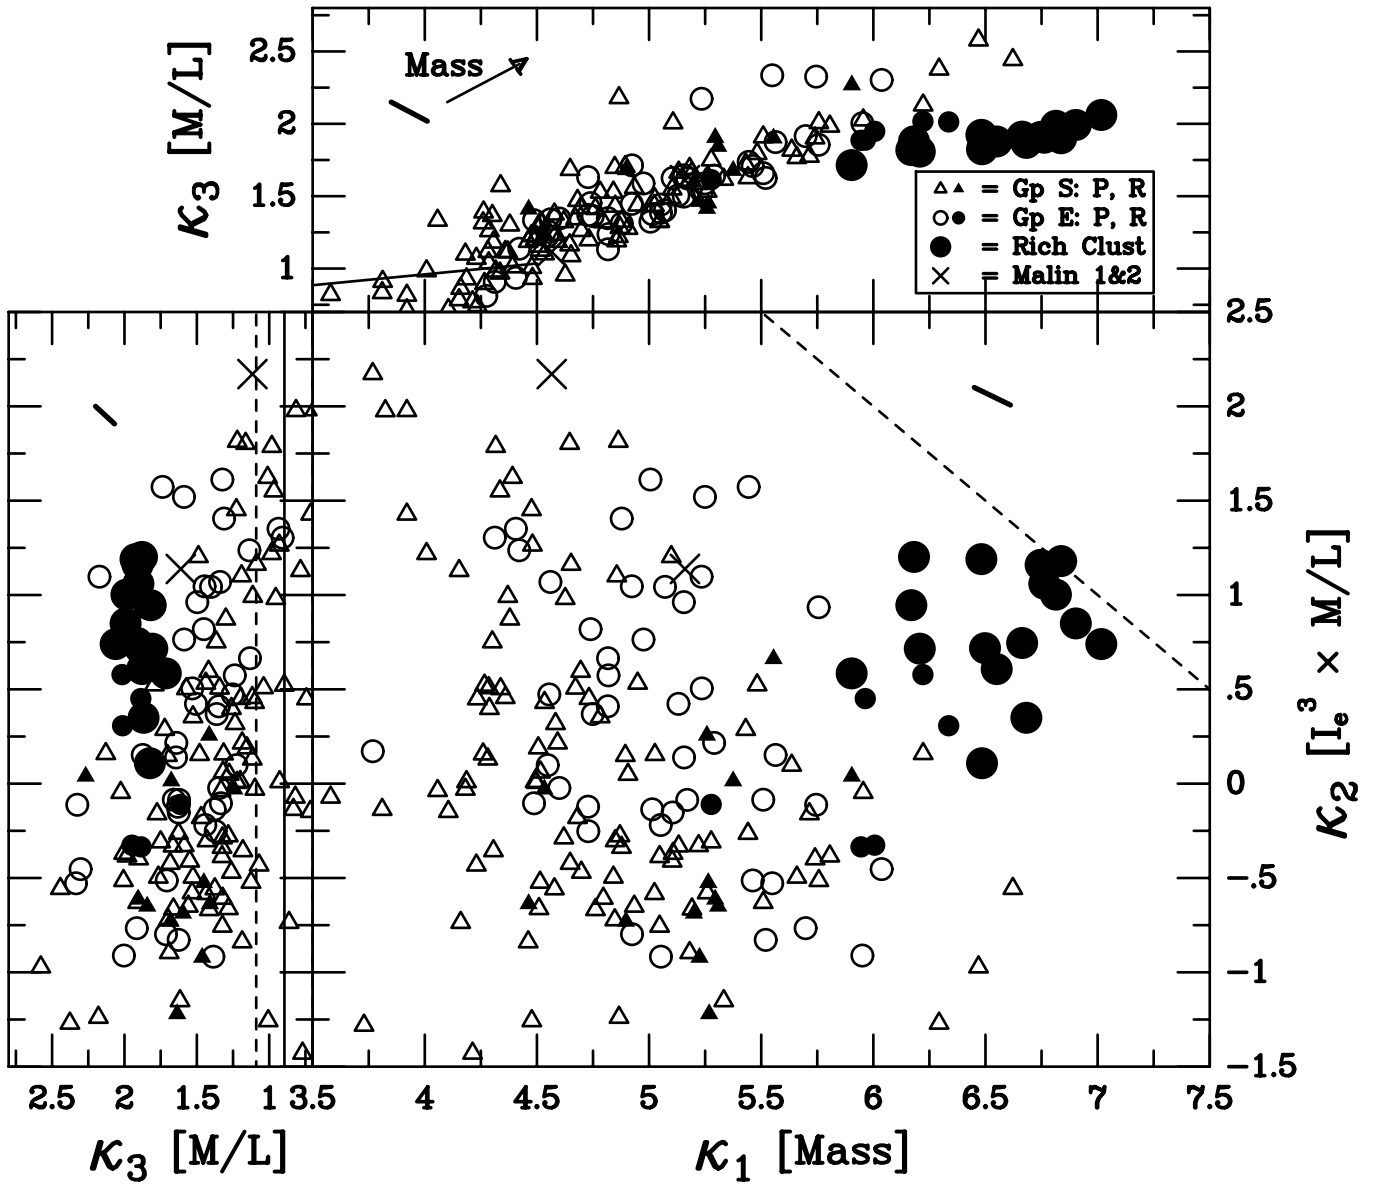 κ3 [M/L]
2.5
2
1.5
1
Mass
= Gp S: P, R
= Gp E: P, R
= Rich Clust
= Malin 1&2
2.5
2
1.5
1
.5
0
-.5
-1
-1.5
κ2 [Ie^3 × M/L]
2.5 2 1.5 1 3.5 4 4.5 5 5.5 6 6.5 7 7.5
κ3 [M/L] κ1 [Mass]